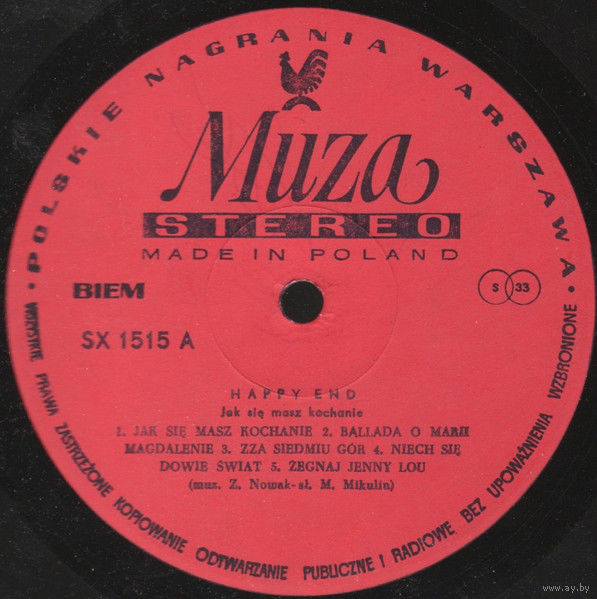 POLSKIE NAGRANIA WARSZAWA
Muza
STEREO
MADE IN POLAND
BIEM
S 33
SX 1515 A
HAPPY END
Jak się masz kochanie
1. JAK SIĘ MASZ KOCHANIE 2. BALLADA O MARII
MAGDALENIE 3. ZZA SIEDMIU GÓR 4. NIECH SIĘ
DOWIE ŚWIAT 5. ŻEGNAJ JENNY LOU
(muz. Z. Nowak-sł. M. Mikulin)
WSZYSTKIE PRAWA ZASTRZEŻONE KOPIOWANIE ODTWARZANIE PUBLICZNE I RADIOWE BEZ UPOWAŻNIENIA WZBRONIONE
www.ay.by